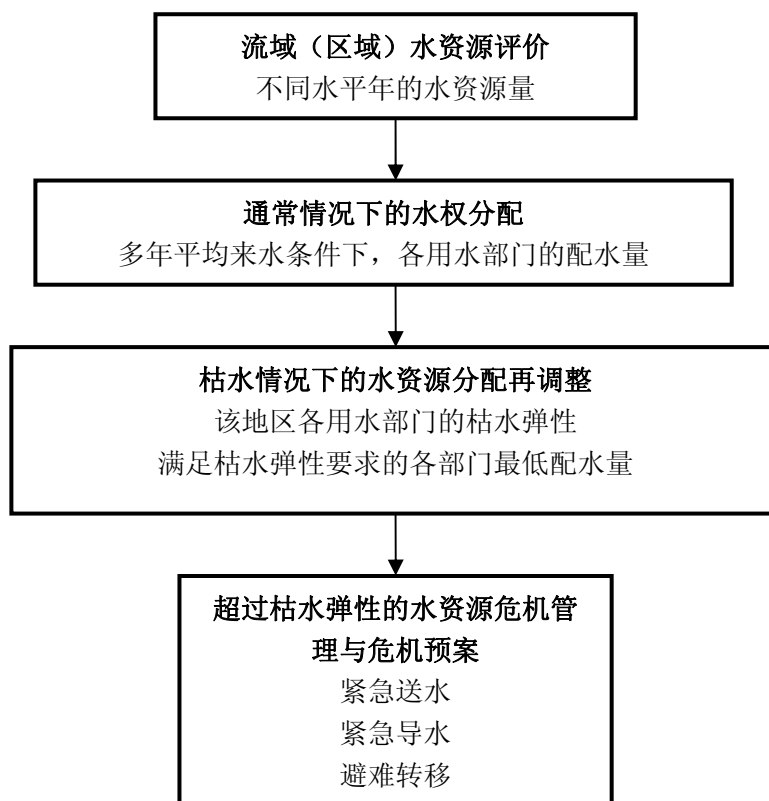 流域（区域）水资源评价
不同水平年的水资源量
通常情况下的水权分配
多年平均来水条件下，各用水部门的配水量
枯水情况下的水资源分配再调整
该地区各用水部门的枯水弹性
满足枯水弹性要求的各部门最低配水量
超过枯水弹性的水资源危机管
理与危机预案
紧急送水
紧急导水
避难转移